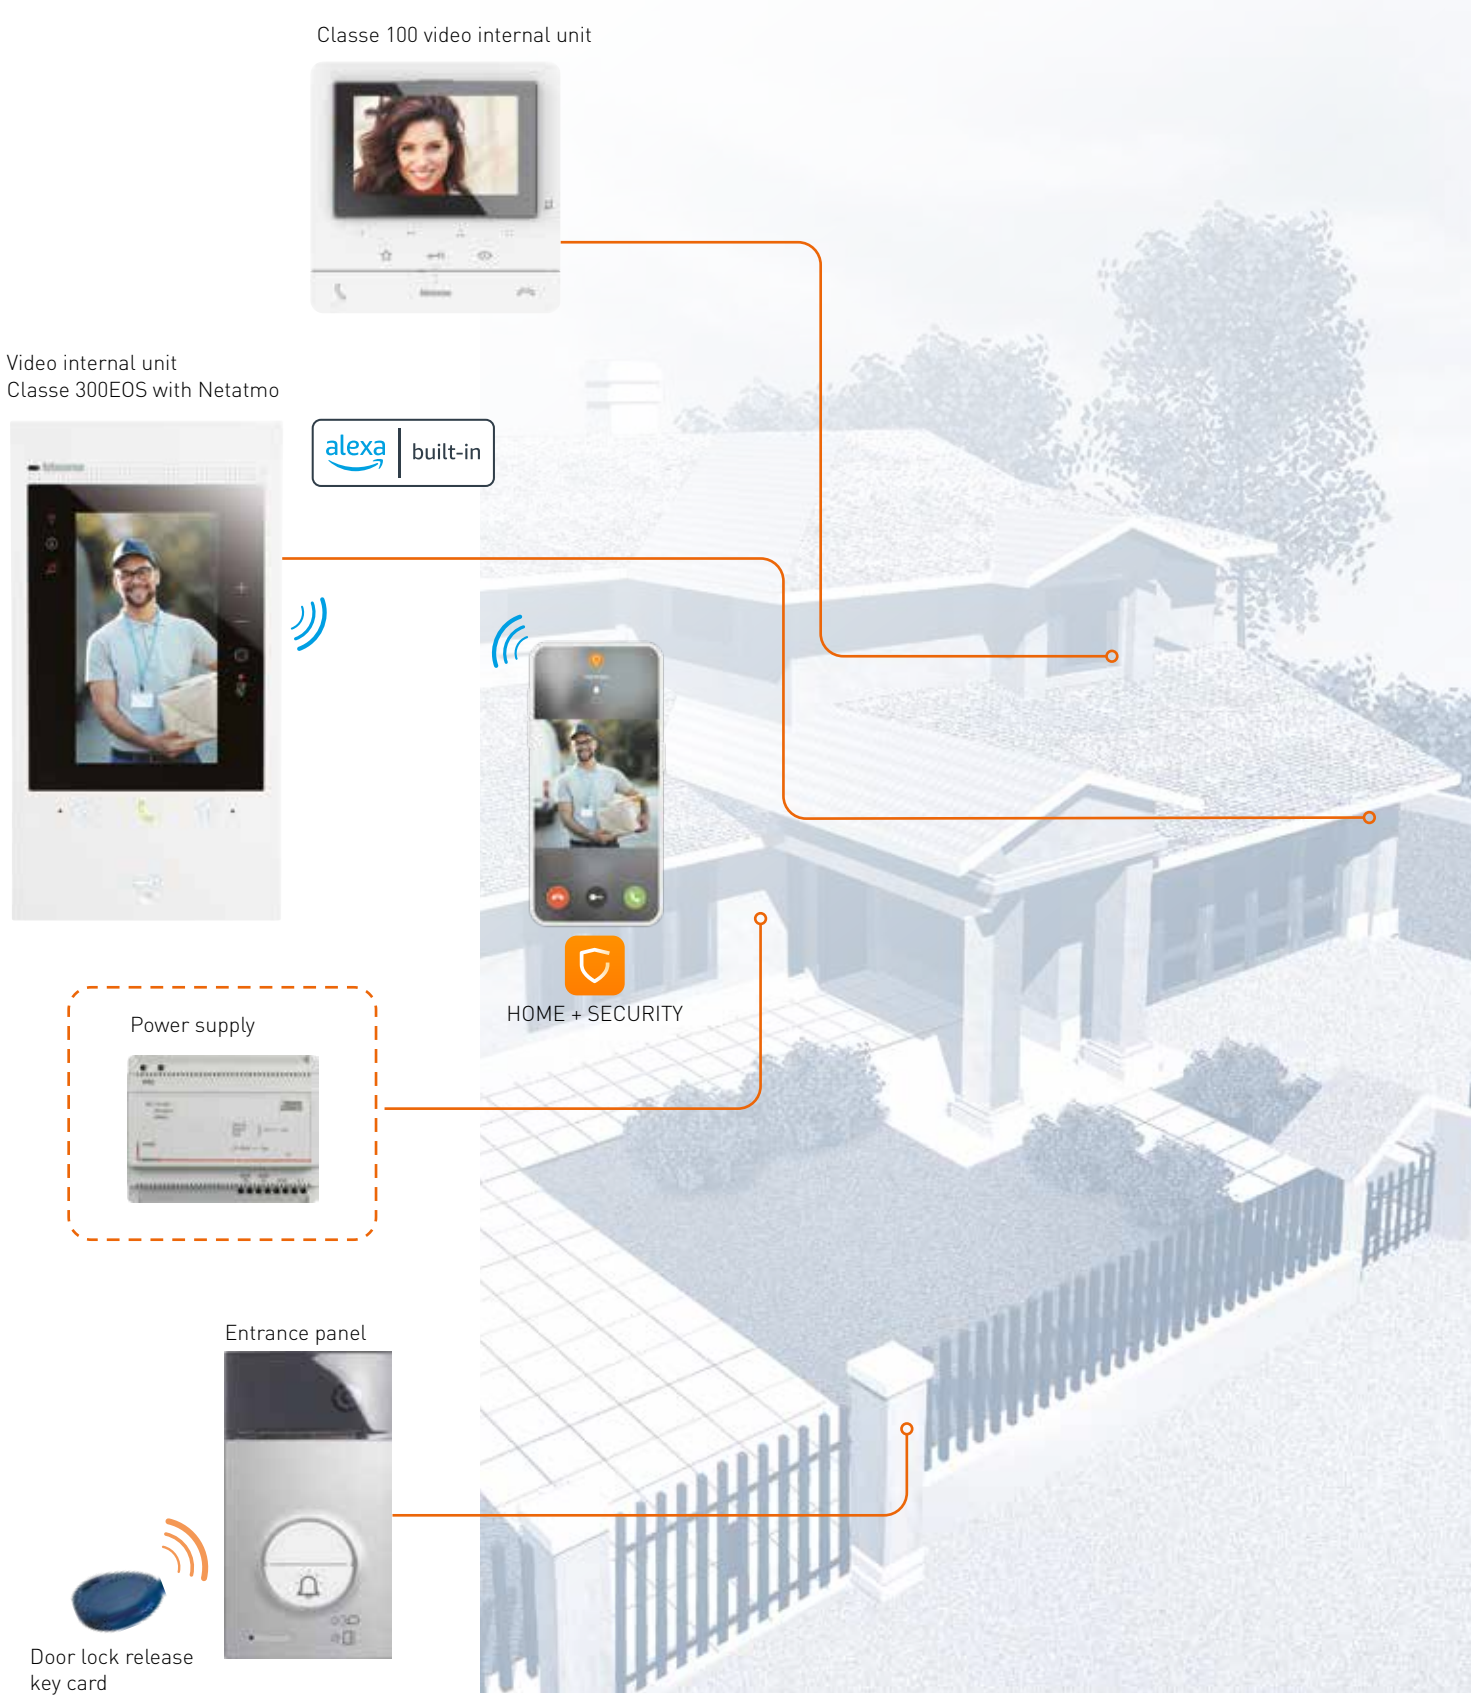 Classe 100 video internal unit
Video internal unit
Classe 300EOS with Netatmo
alexa built-in
HOME + SECURITY
Power supply
Entrance panel
Door lock release
key card